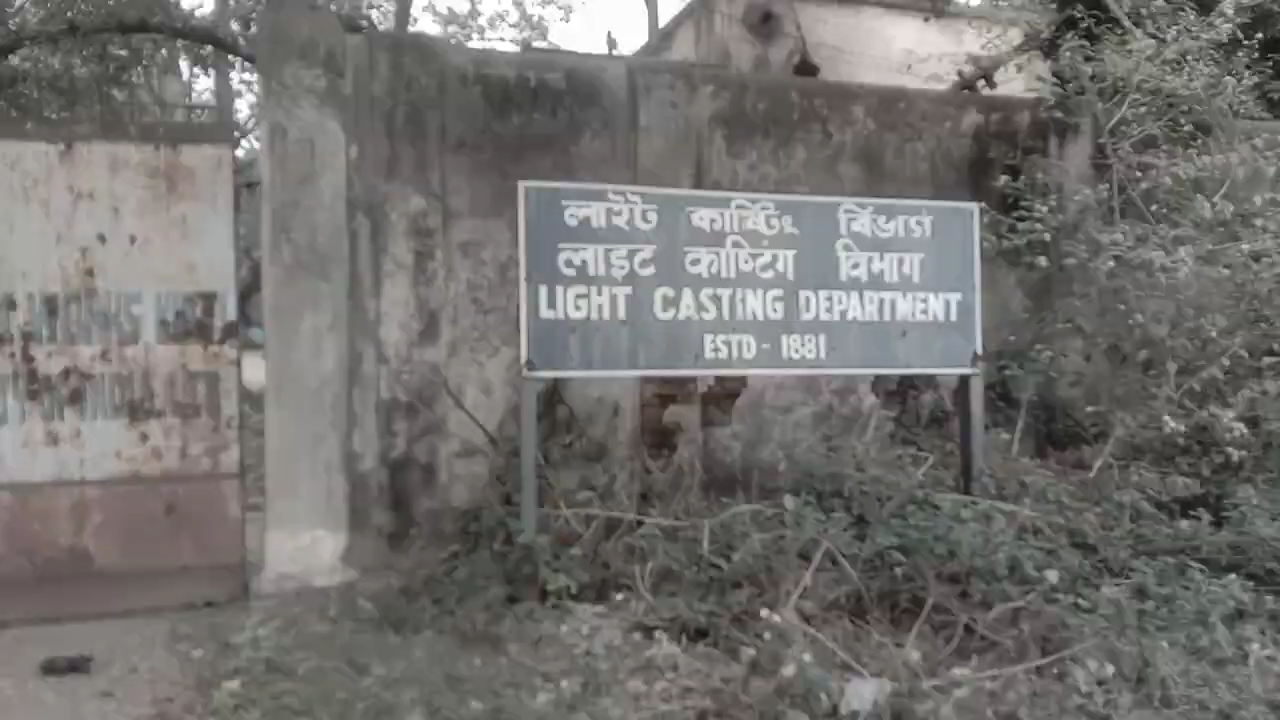 লাইট কাষ্টিং বিভাগ
लाइट काष्टिंग विभाग
LIGHT CASTING DEPARTMENT
ESTD - 1881